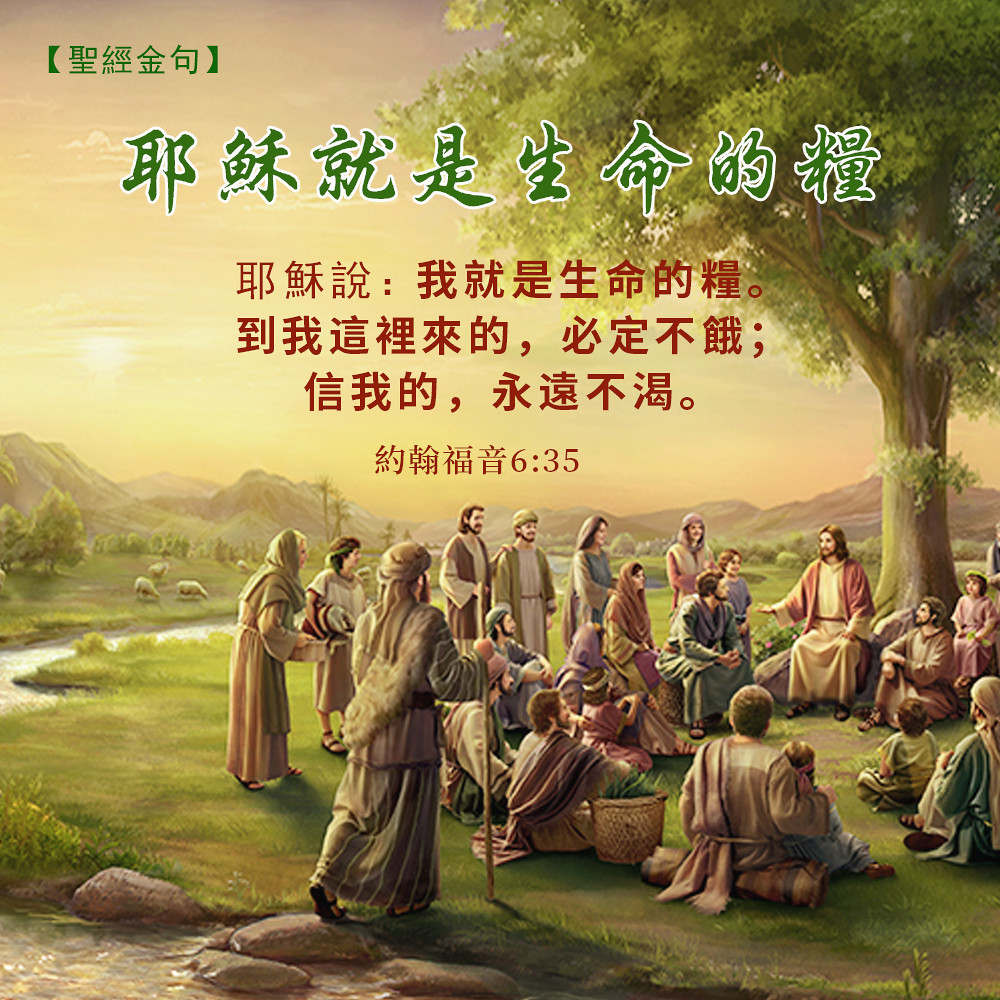 【聖經金句】
耶穌就是生命的糧
耶穌說：我就是生命的糧。
到我這裡來的，必定不餓；
信我的，永遠不渴。
約翰福音6:35